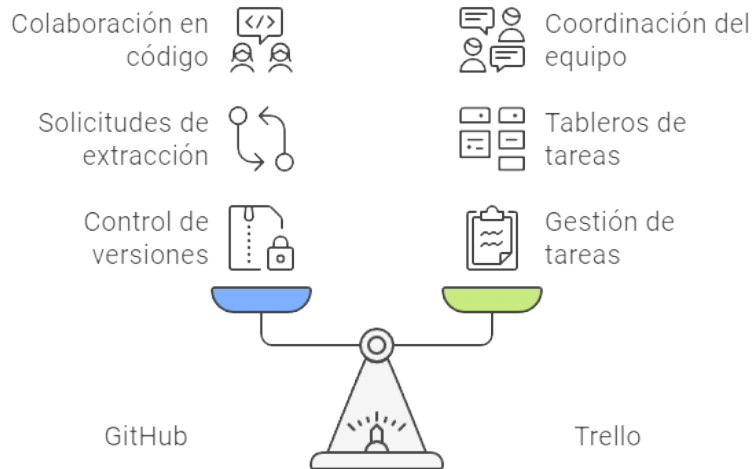 Colaboración en
código
Coordinación del
equipo
Solicitudes de
extracción
Tableros de
tareas
Control de
versiones
Gestión de
tareas
GitHub
Trello